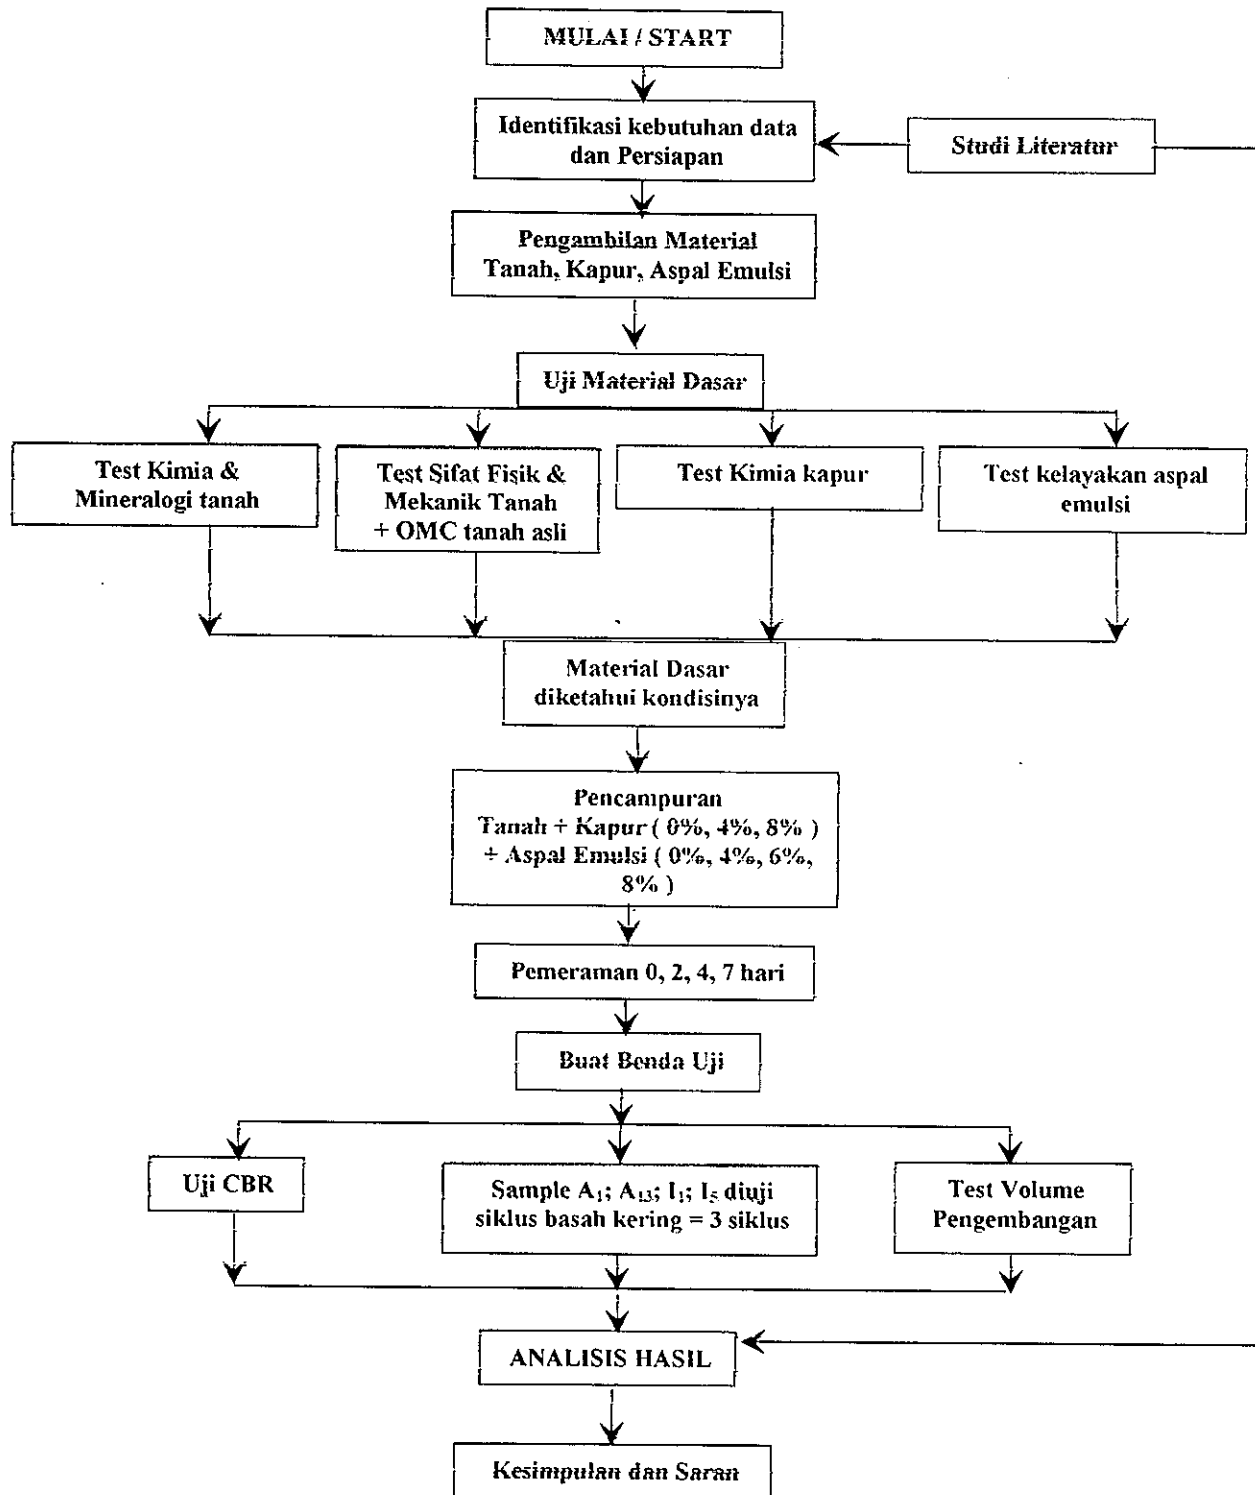 MULAI / START
Identifikasi kebutuhan data
dan Persiapan
Studi Literatur
Pengambilan Material
Tanah, Kapur, Aspal Emulsi
Uji Material Dasar
Test Kimia &
Mineralogi tanah
Test Sifat Fisik &
Mekanik Tanah
+ OMC tanah asli
Test Kimia kapur
Test kelayakan aspal
emulsi
Material Dasar
diketahui kondisinya
Pencampuran
Tanah + Kapur ( 0%, 4%, 8% )
+ Aspal Emulsi ( 0%, 4%, 6%,
8% )
Pemeraman 0, 2, 4, 7 hari
Buat Benda Uji
Uji CBR
Sample A₁; A₁₃; I₁; I₅ diuji
siklus basah kering = 3 siklus
Test Volume
Pengembangan
ANALISIS HASIL
Kesimpulan dan Saran